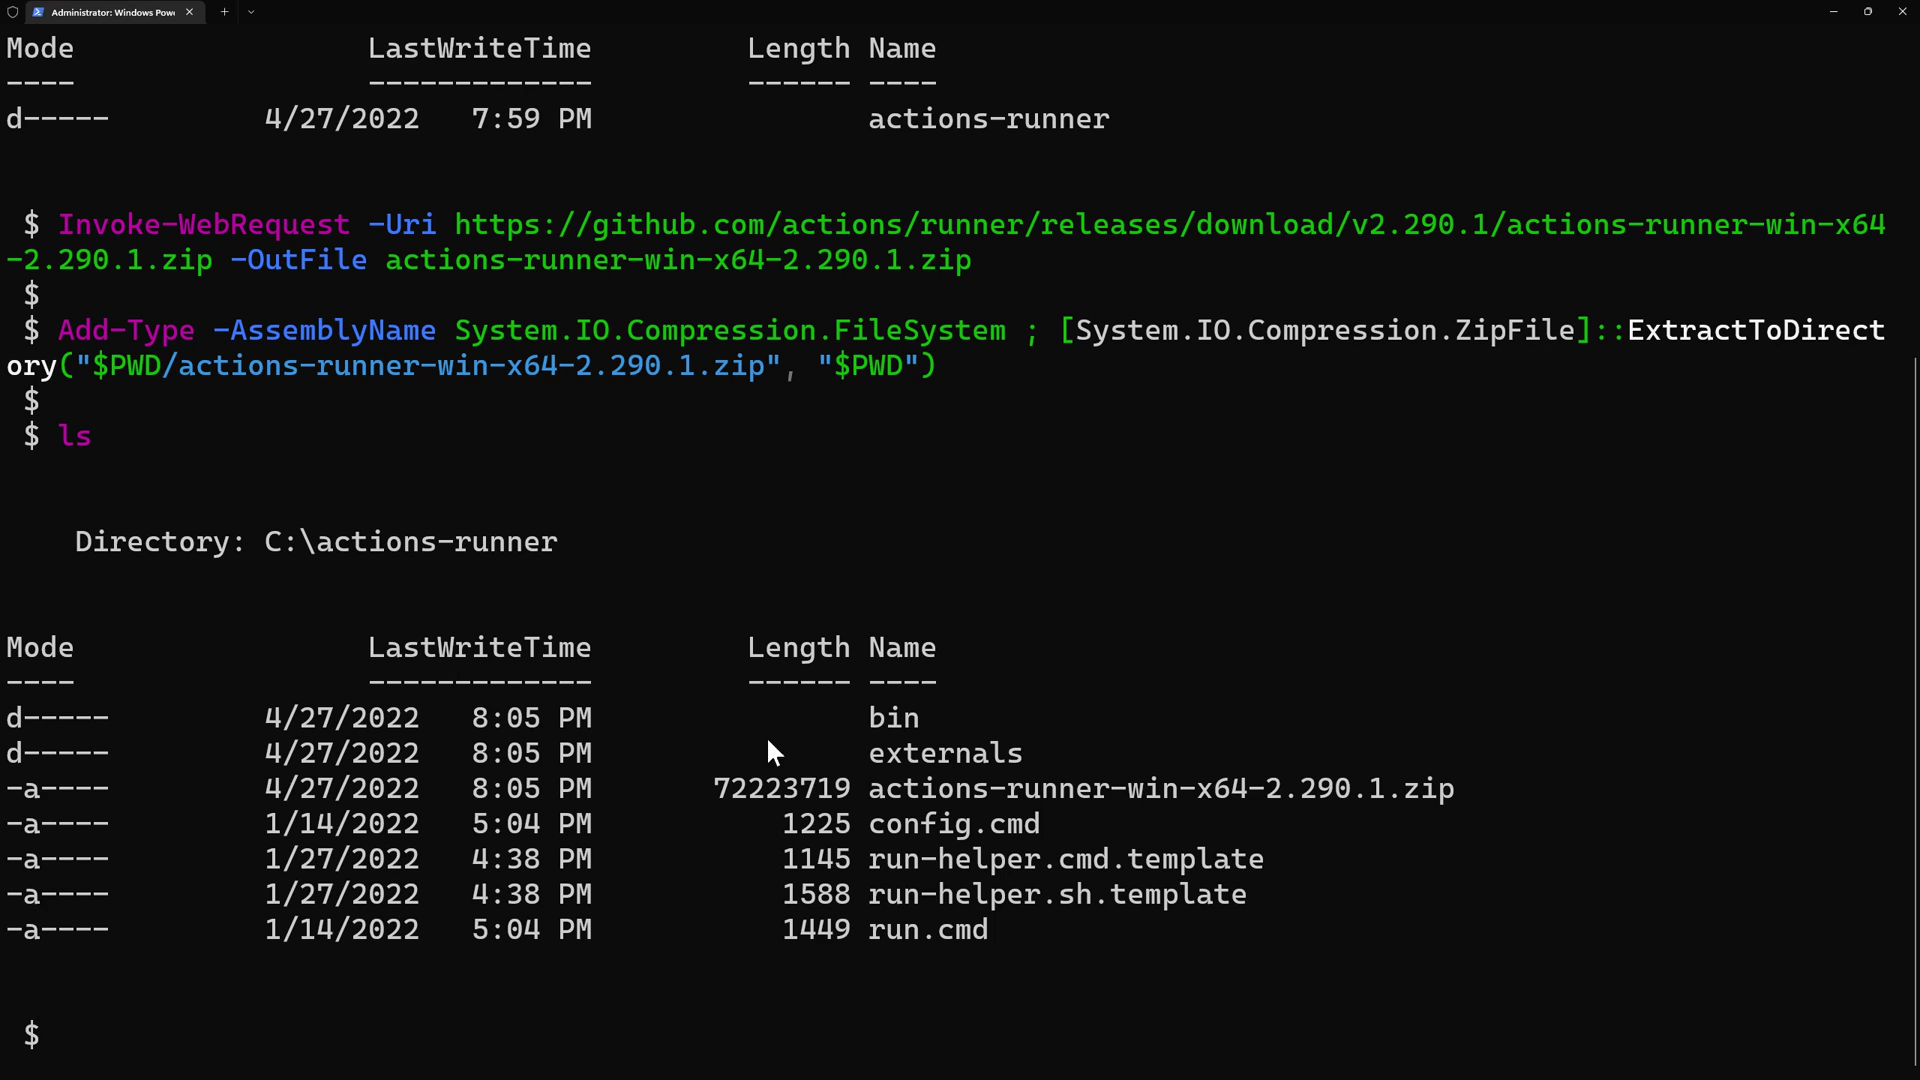 Administrator: Windows Powe
Mode                 LastWriteTime         Length Name
----                 -------------         ------ ----
d-----         4/27/2022   7:59 PM                actions-runner
$ Invoke-WebRequest -Uri https://github.com/actions/runner/releases/download/v2.290.1/actions-runner-win-x64
-2.290.1.zip -OutFile actions-runner-win-x64-2.290.1.zip
$
$ Add-Type -AssemblyName System.IO.Compression.FileSystem ; [System.IO.Compression.ZipFile]::ExtractToDirect
ory("$PWD/actions-runner-win-x64-2.290.1.zip", "$PWD")
$
$ ls
Directory: C:\actions-runner
Mode                 LastWriteTime         Length Name
----                 -------------         ------ ----
d-----         4/27/2022   8:05 PM                bin
d-----         4/27/2022   8:05 PM                externals
-a----         4/27/2022   8:05 PM       72223719 actions-runner-win-x64-2.290.1.zip
-a----         1/14/2022   5:04 PM           1225 config.cmd
-a----         1/27/2022   4:38 PM           1145 run-helper.cmd.template
-a----         1/27/2022   4:38 PM           1588 run-helper.sh.template
-a----         1/14/2022   5:04 PM           1449 run.cmd
$